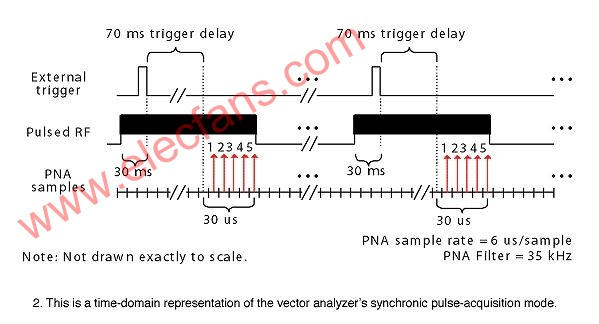 70 ms trigger delay 70 ms trigger delay
External
trigger
Pulsed RF
1 2 3 4 5 1 2 3 4 5
30 ms 30 ms
PNA
samples
30 us 30 us
PNA sample rate = 6 us/sample
PNA Filter = 35 kHz
Note: Not drawn exactly to scale.
www.elecfans.com
2. This is a time-domain representation of the vector analyzer's synchronic pulse-acquisition mode.